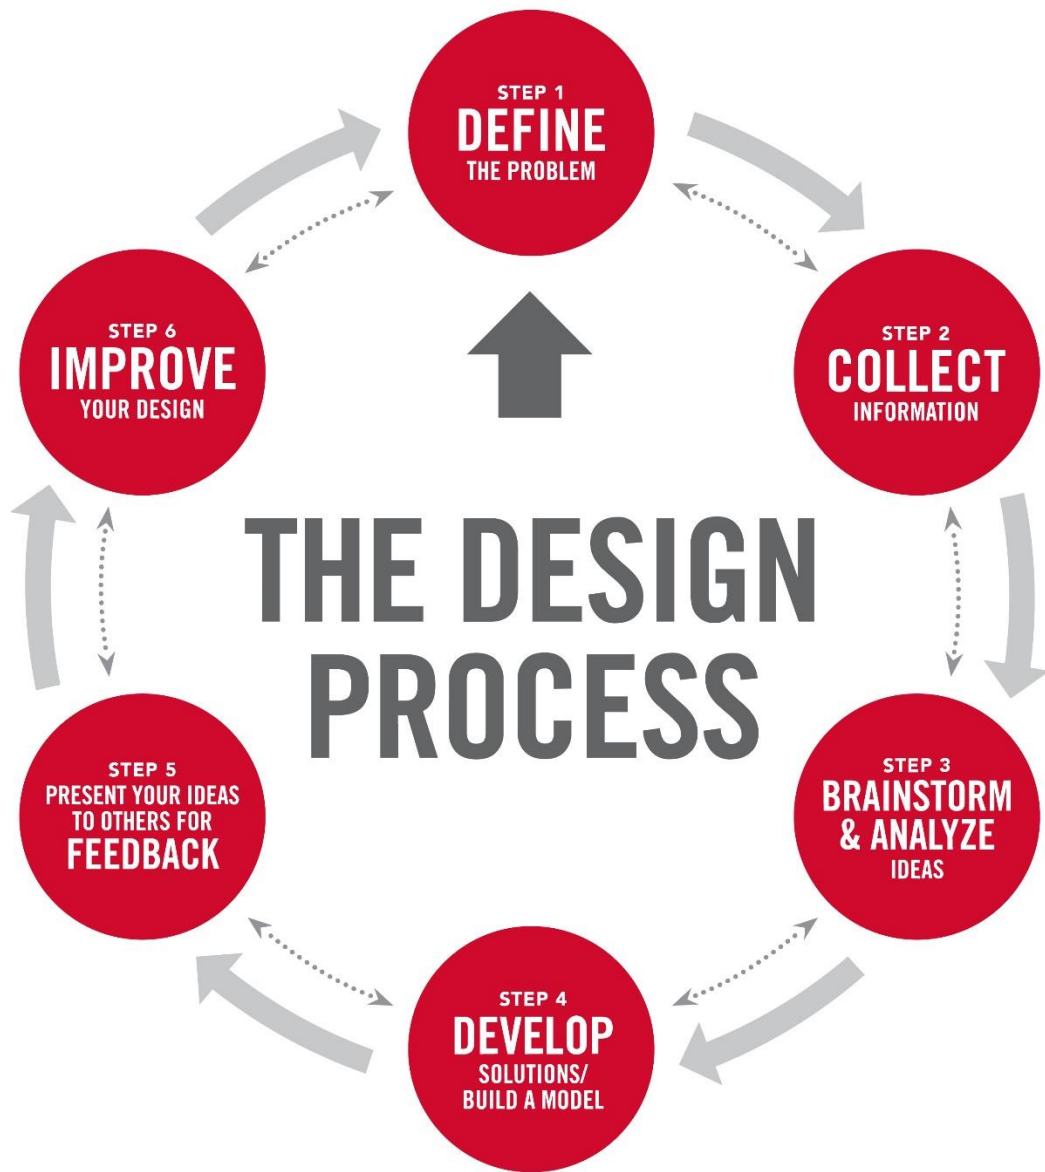 STEP 1
DEFINE
THE PROBLEM
STEP 2
COLLECT
INFORMATION
STEP 3
BRAINSTORM
& ANALYZE
IDEAS
STEP 4
DEVELOP
SOLUTIONS/
BUILD A MODEL
STEP 5
PRESENT YOUR IDEAS
TO OTHERS FOR
FEEDBACK
STEP 6
IMPROVE
YOUR DESIGN
THE DESIGN
PROCESS